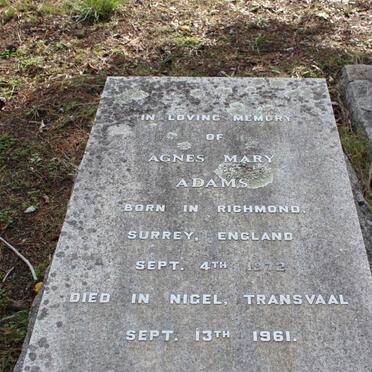 IN LOVING MEMORY
OF
AGNES MARY
ADAMS
BORN IN RICHMOND,
SURREY, ENGLAND
SEPT. 4TH 1872
DIED IN NIGEL, TRANSVAAL
SEPT. 13TH 1961.